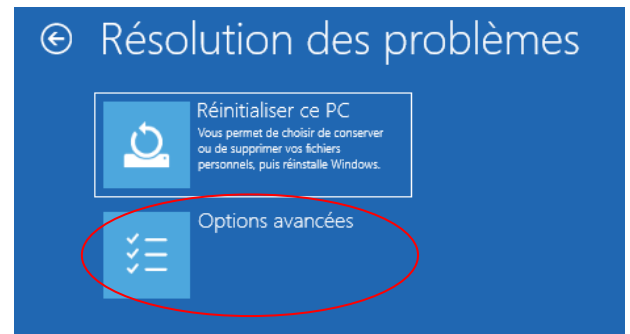 Résolution des problèmes
Réinitialiser ce PC
Vous permet de choisir de conserver
ou de supprimer vos fichiers
personnels, puis réinstalle Windows.
Options avancées